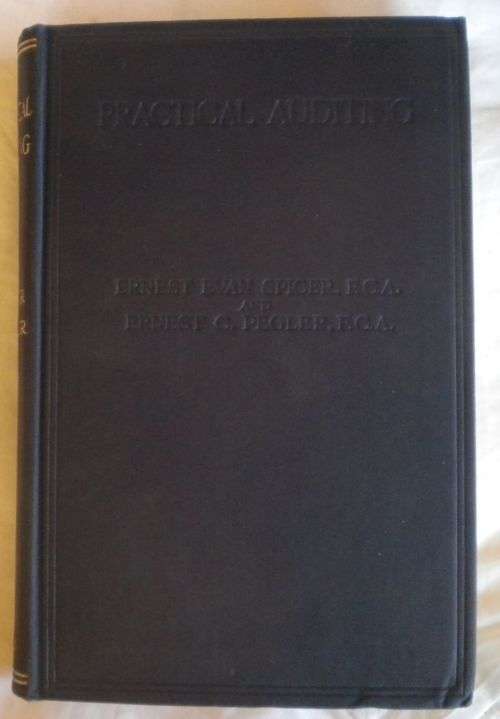 PRACTICAL AUDITING
ERNEST EVAN SPICER, F.C.A.
AND
ERNEST C. PEGLER, F.C.A.